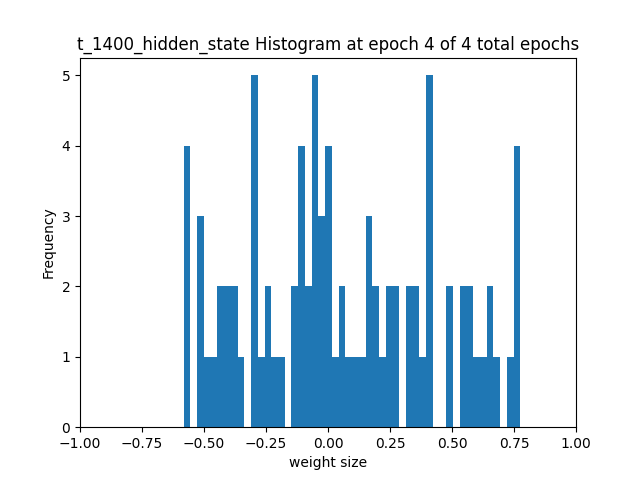 t_1400_hidden_state Histogram at epoch 4 of 4 total epochs
5
4
3
2
1
0
Frequency
−1.00 −0.75 −0.50 −0.25 0.00 0.25 0.50 0.75 1.00
weight size